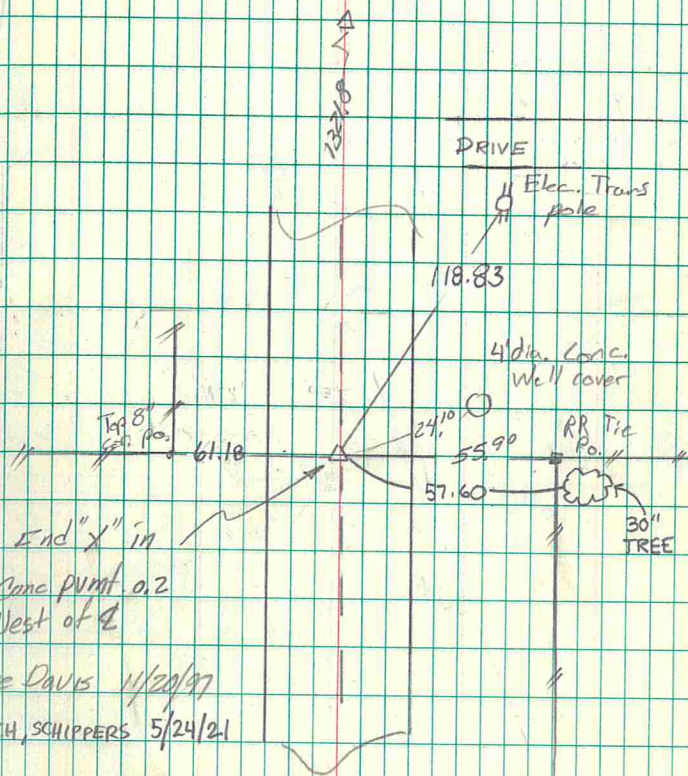 1321.8
DRIVE
Elec. Trans
pole
118.83
4' dia. Conc.
Well cover
24.10
Top 8"
po.
61.18
55.90
RR Tie
Po.
57.60
30"
TREE
End "X" in
Conc pvmt 0.2
West of ℄
Davis 11/20/97
SCHIPPERS 5/24/21